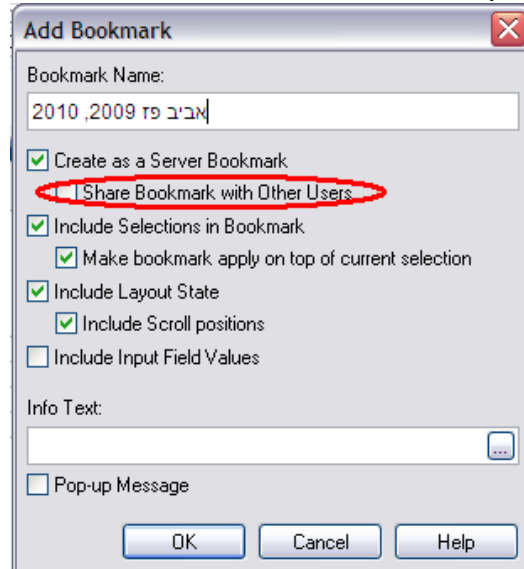 Add Bookmark
Bookmark Name:
אביב פז 2009, 2010
Create as a Server Bookmark
Share Bookmark with Other Users
Include Selections in Bookmark
Make bookmark apply on top of current selection
Include Layout State
Include Scroll positions
Include Input Field Values
Info Text:
...
Pop-up Message
OK Cancel Help